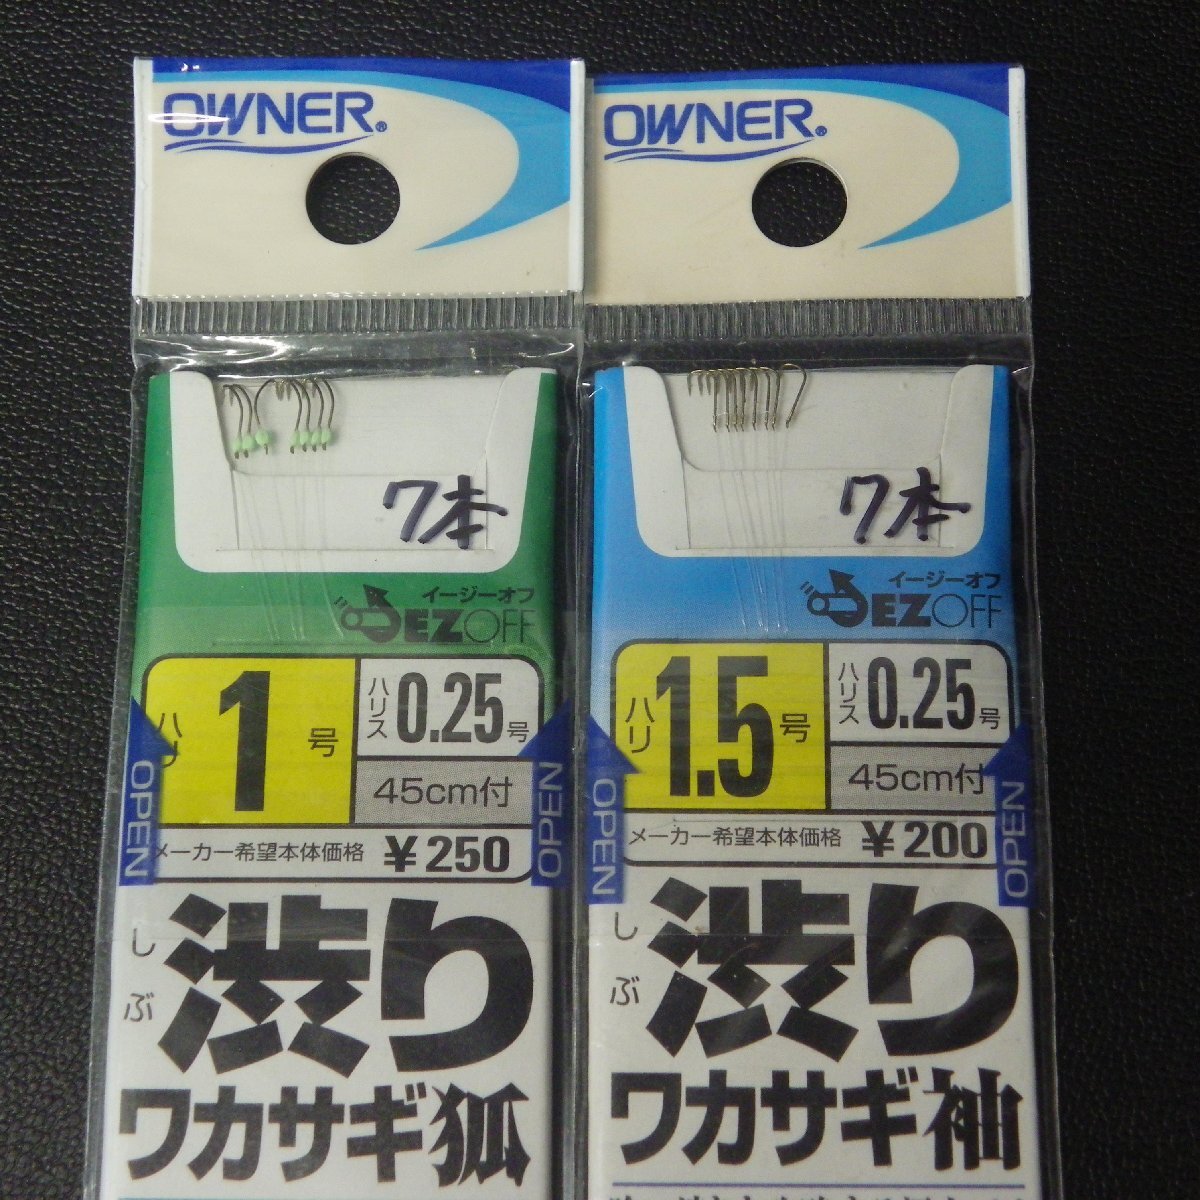 OWNER®
7本
イージーオフ
EZOFF
ハリ 1号
ハリス 0.25号
45cm付
OPEN
OPEN
メーカー希望本体価格 ¥250
しぶ
渋り
ワカサギ狐
OWNER®
7本
イージーオフ
EZOFF
ハリ 1.5号
ハリス 0.25号
45cm付
OPEN
OPEN
メーカー希望本体価格 ¥200
しぶ
渋り
ワカサギ袖